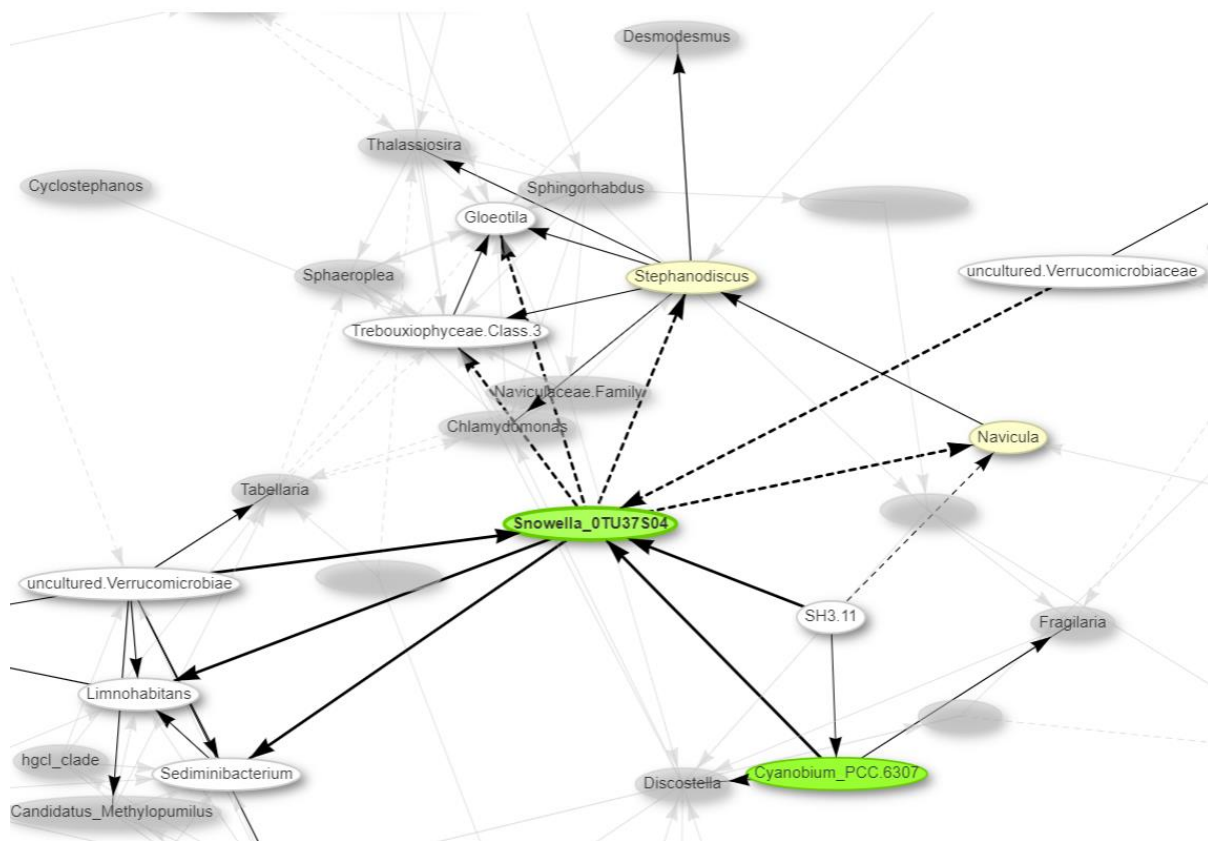 Desmodesmus
Thalassiosira
Cyclostephanos
Sphingorhabdus
Gloeotila
Sphaeroplea
Stephanodiscus
uncultured.Verrucomicrobiaceae
Trebouxiophyceae.Class.3
Naviculaceae.Family
Chlamydomonas
Navicula
Tabellaria
Snowella_0TU37S04
uncultured.Verrucomicrobiae
SH3.11
Fragilaria
Limnohabitans
hgcI_clade
Sediminibacterium
Discostella
Cyanobium_PCC.6307
Candidatus_Methylopumilus